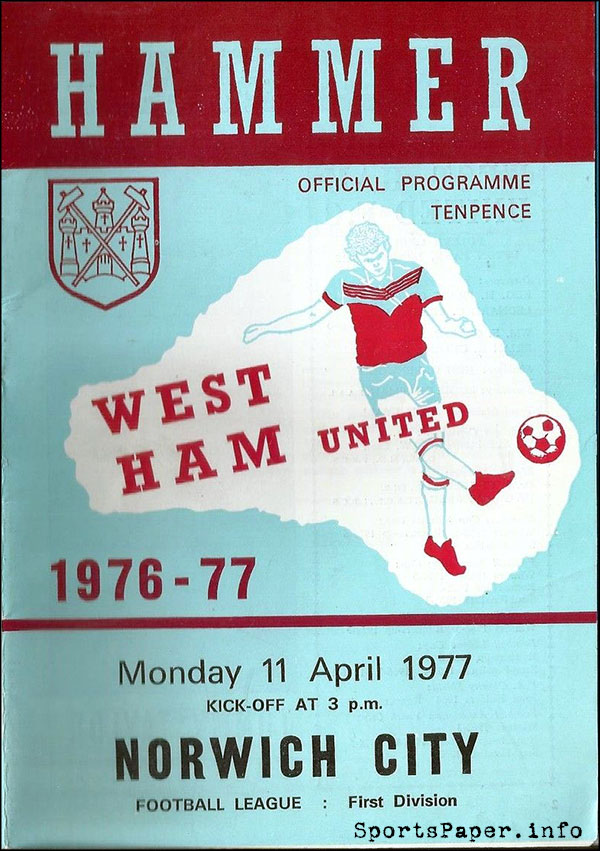 HAMMER
OFFICIAL PROGRAMME
TENPENCE
WEST
HAM UNITED
1976-77
Monday 11 April 1977
KICK-OFF AT 3 p.m.
NORWICH CITY
FOOTBALL LEAGUE : First Division
SportsPaper.info